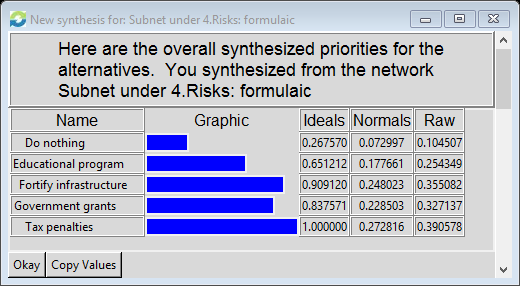 New synthesis for: Subnet under 4.Risks: formulaic
Here are the overall synthesized priorities for the
alternatives. You synthesized from the network
Subnet under 4.Risks: formulaic
Name Graphic Ideals Normals Raw
Do nothing 0.267570 0.072997 0.104507
Educational program 0.651212 0.177661 0.254349
Fortify infrastructure 0.909120 0.248023 0.355082
Government grants 0.837571 0.228503 0.327137
Tax penalties 1.000000 0.272816 0.390578
Okay Copy Values